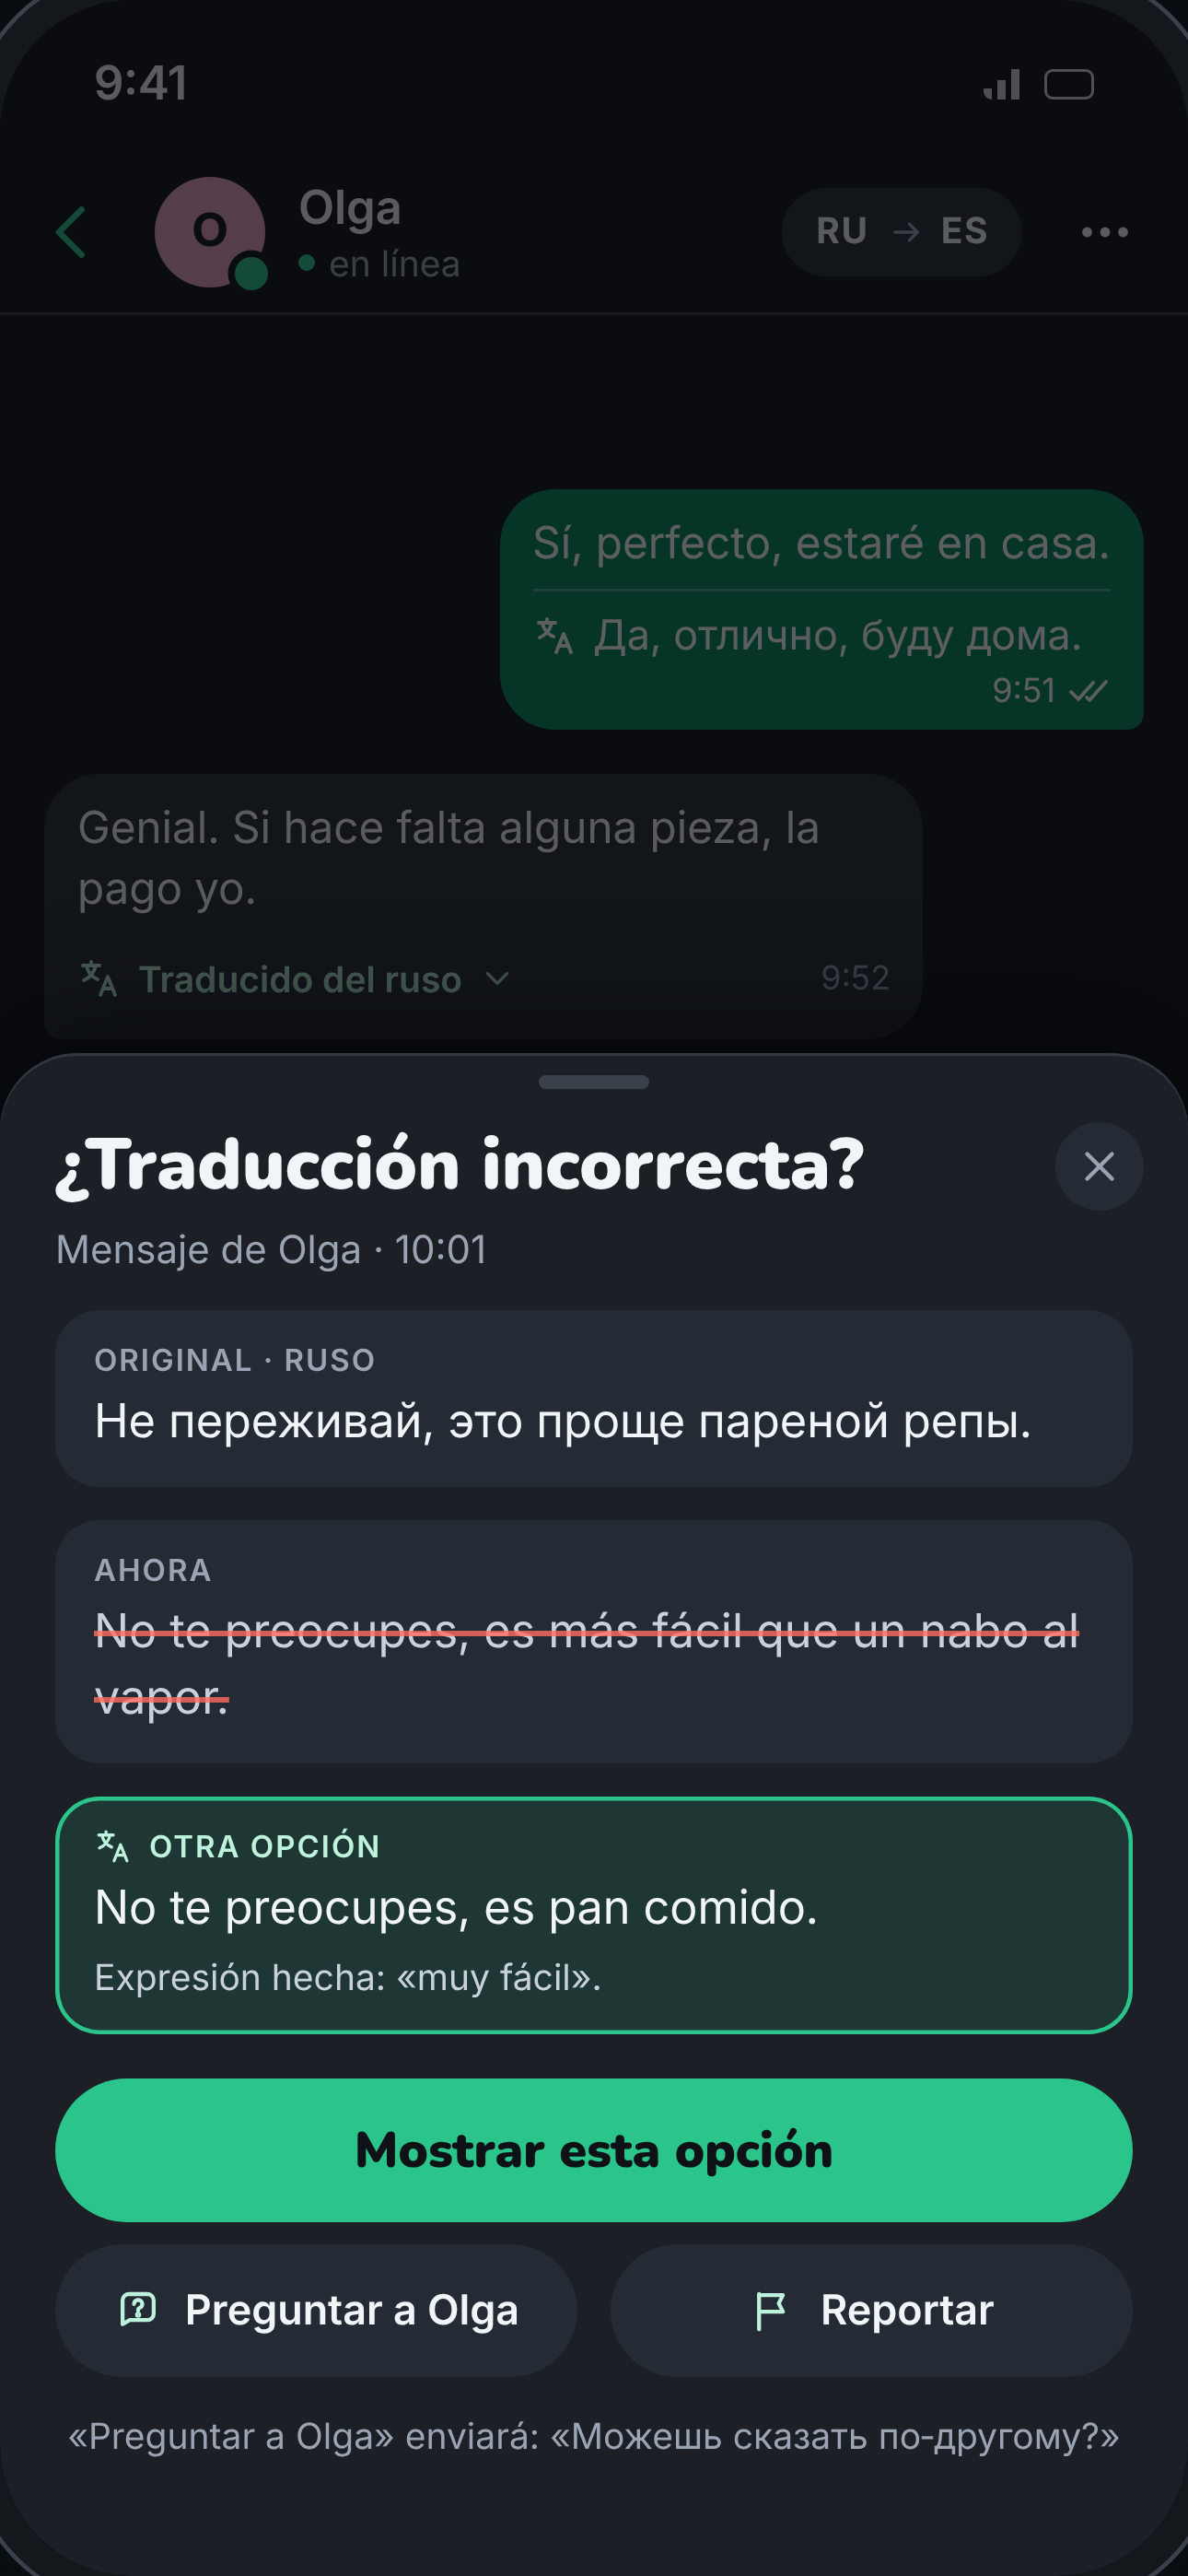 9:41
O
Olga
en línea
RU → ES
Sí, perfecto, estaré en casa.
Да, отлично, буду дома.
9:51
Genial. Si hace falta alguna pieza, la
pago yo.
Traducido del ruso
9:52
¿Traducción incorrecta?
Mensaje de Olga · 10:01
ORIGINAL · RUSO
Не переживай, это проще пареной репы.
AHORA
No te preocupes, es más fácil que un nabo al
vapor.
OTRA OPCIÓN
No te preocupes, es pan comido.
Expresión hecha: «muy fácil».
Mostrar esta opción
Preguntar a Olga
Reportar
«Preguntar a Olga» enviará: «Можешь сказать по-другому?»